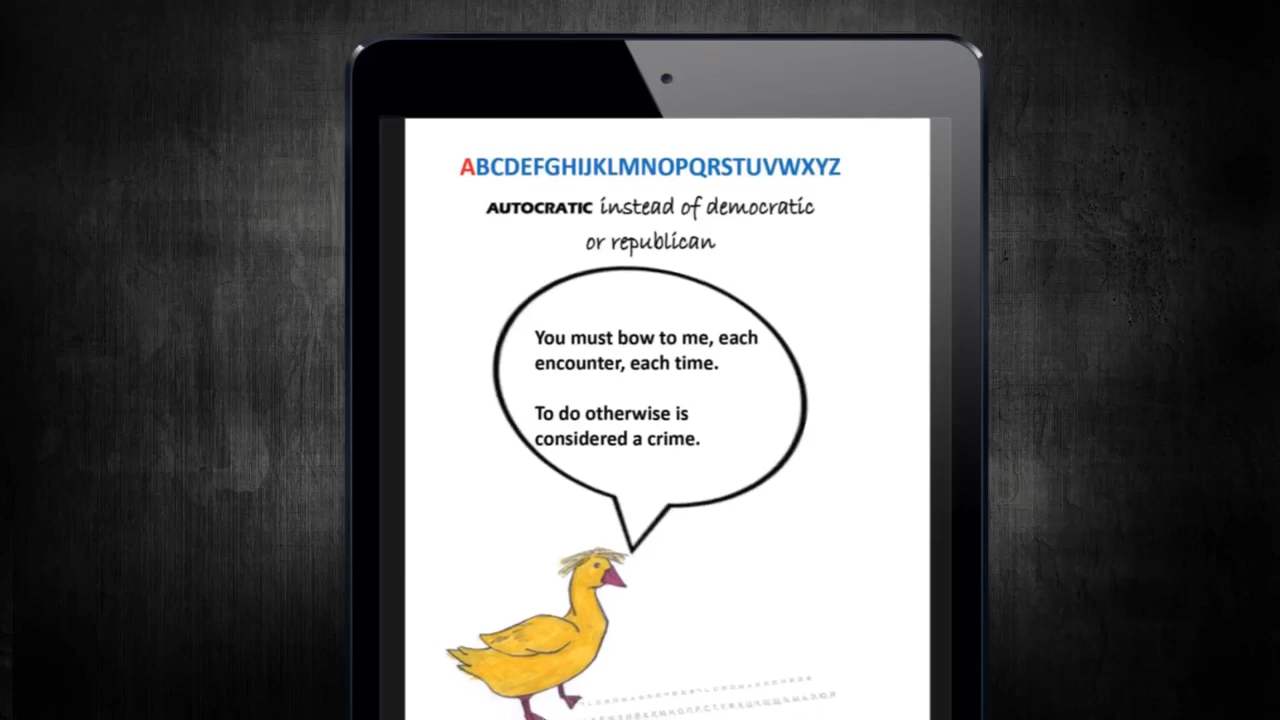 ABCDEFGHIJKLMNOPQRSTUVWXYZ
AUTOCRATIC instead of democratic
or republican
You must bow to me, each
encounter, each time.
To do otherwise is
considered a crime.